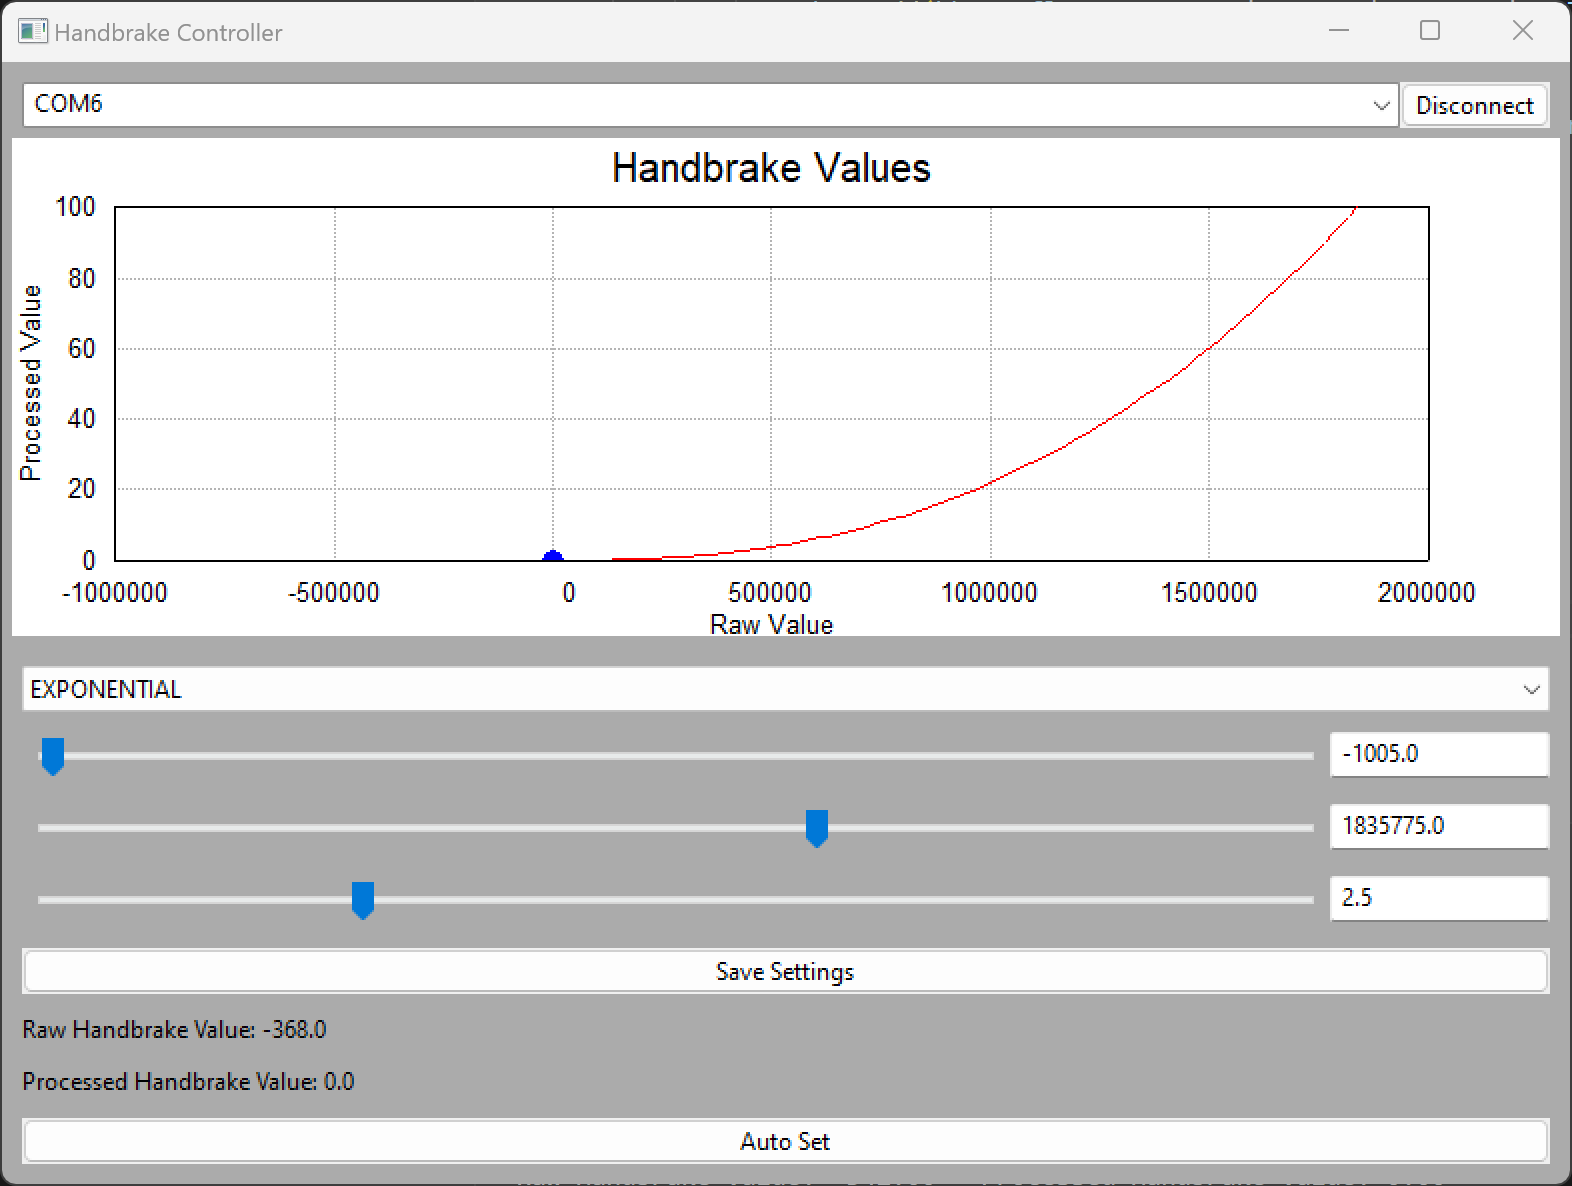 Handbrake Controller
COM6 Disconnect
Handbrake Values
100
80
60
40
20
0
Processed Value
-1000000 -500000 0 500000 1000000 1500000 2000000
Raw Value
EXPONENTIAL
-1005.0
1835775.0
2.5
Save Settings
Raw Handbrake Value: -368.0
Processed Handbrake Value: 0.0
Auto Set